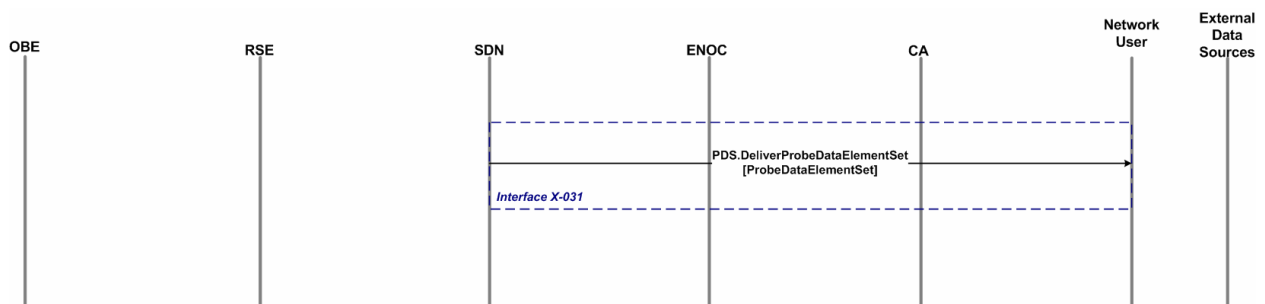 OBE
RSE
SDN
ENOC
CA
Network
User
External
Data
Sources
PDS.DeliverProbeDataElementSet
[ProbeDataElementSet]
Interface X-031